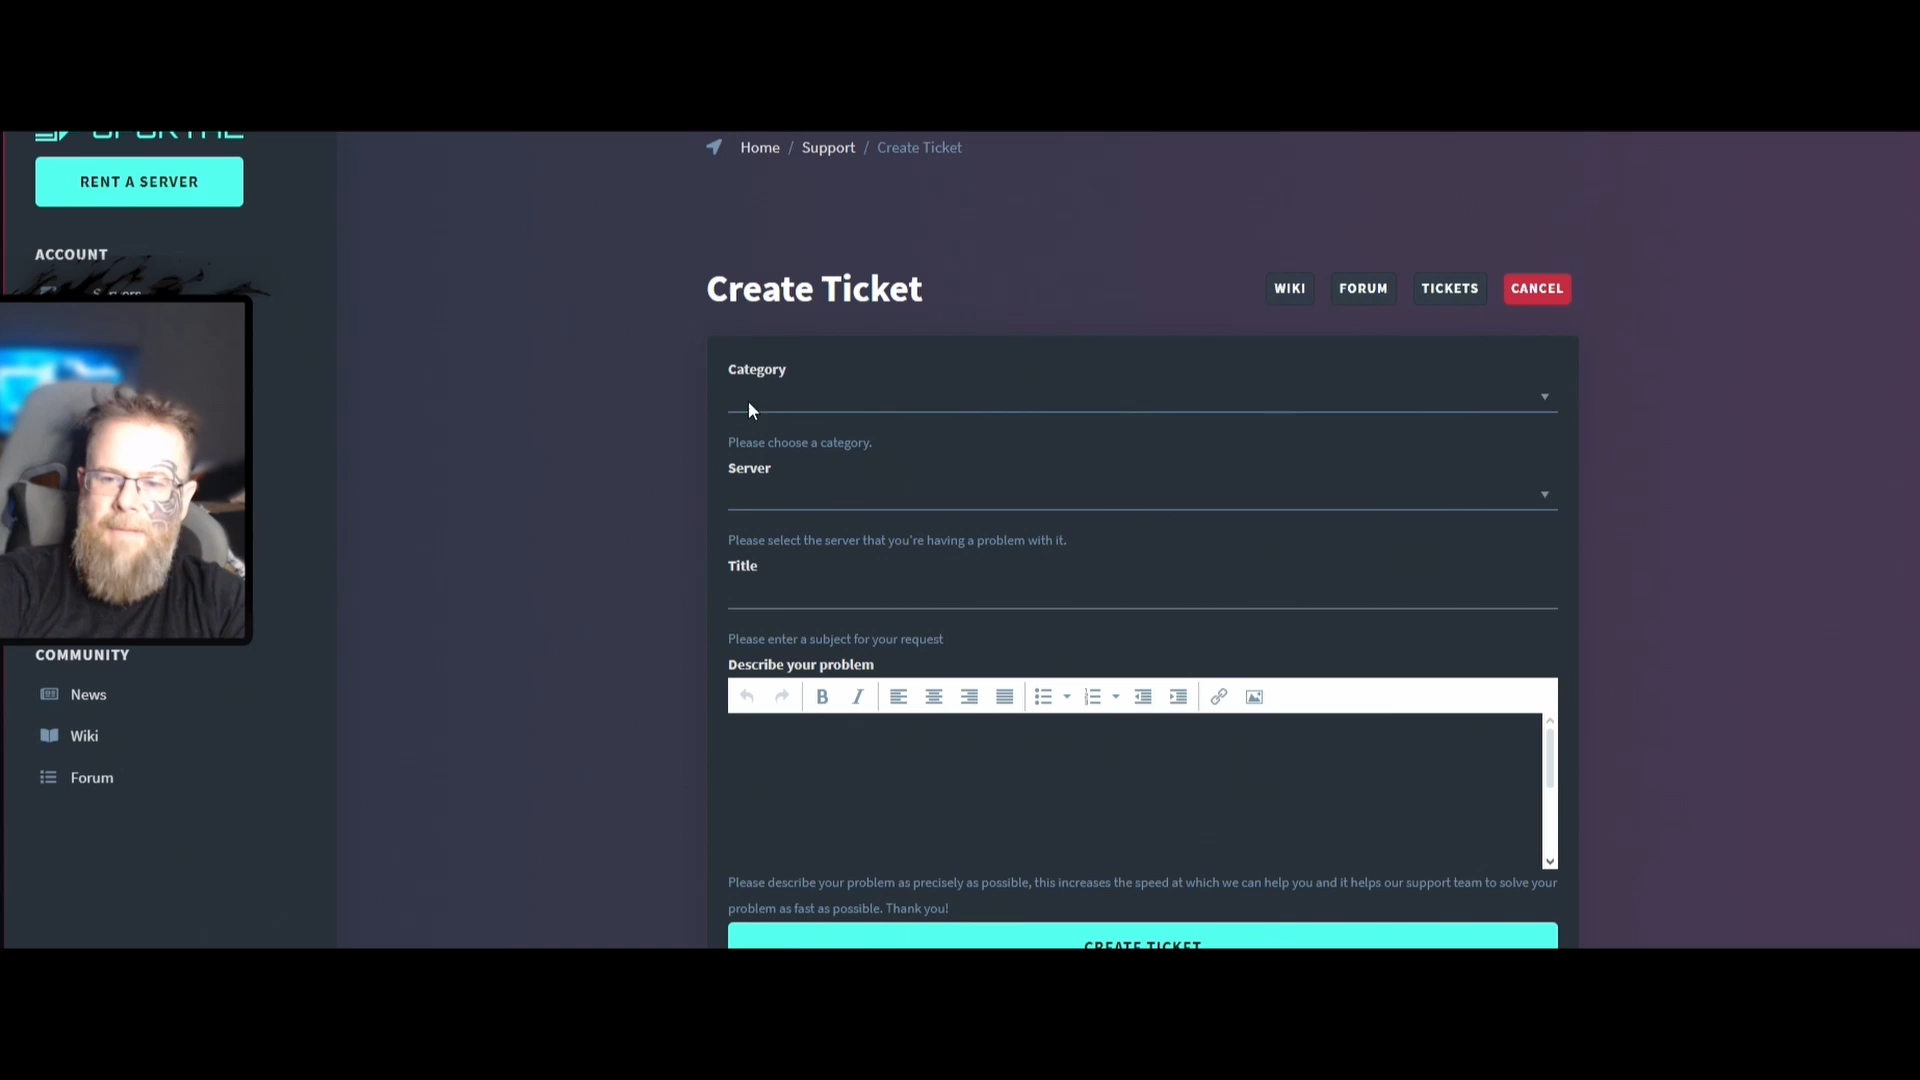 RENT A SERVER
ACCOUNT
COMMUNITY
News
Wiki
Forum
Home / Support / Create Ticket
Create Ticket
WIKI
FORUM
TICKETS
CANCEL
Category
Please choose a category.
Server
Please select the server that you're having a problem with it.
Title
Please enter a subject for your request
Describe your problem
B I
Please describe your problem as precisely as possible, this increases the speed at which we can help you and it helps our support team to solve your
problem as fast as possible. Thank you!
CREATE TICKET